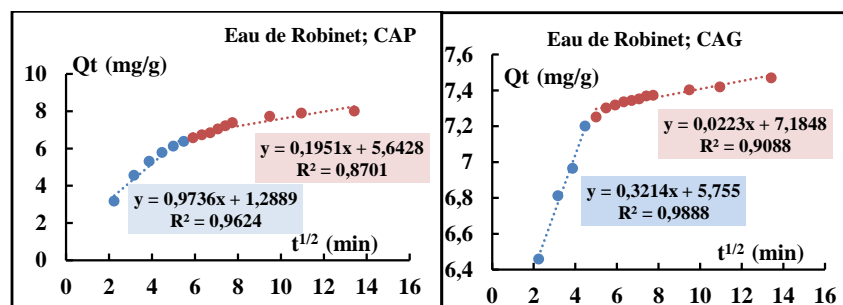 Eau de Robinet; CAP
Qt (mg/g)
10
8
6
4
2
0
y = 0,1951x + 5,6428
R² = 0,8701
y = 0,9736x + 1,2889
R² = 0,9624
t^1/2 (min)
0 2 4 6 8 10 12 14 16
Eau de Robinet; CAG
Qt (mg/g)
7,6
7,4
7,2
7
6,8
6,6
6,4
y = 0,0223x + 7,1848
R² = 0,9088
y = 0,3214x + 5,755
R² = 0,9888
t^1/2 (min)
0 2 4 6 8 10 12 14 16